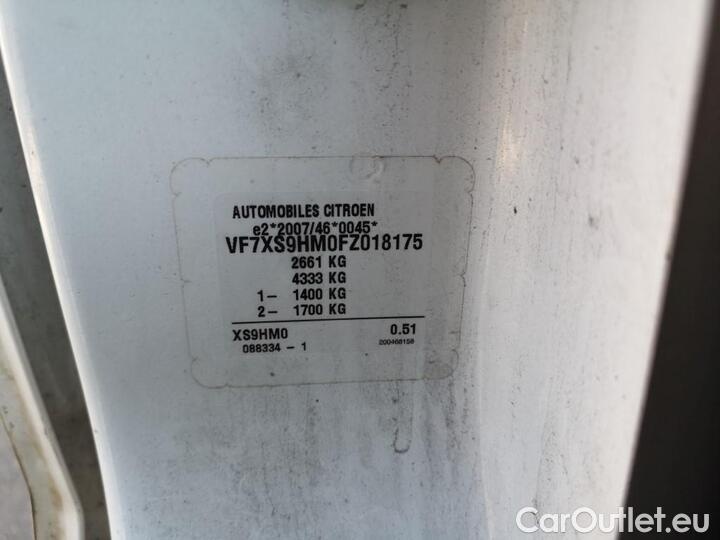 AUTOMOBILES CITROEN
e2*2007/46*0045*
VF7XS9HM0FZ018175
2661 KG
4333 KG
1- 1400 KG
2- 1700 KG
XS9HM0 0.51
088334 - 1 200468158
CarOutlet.eu